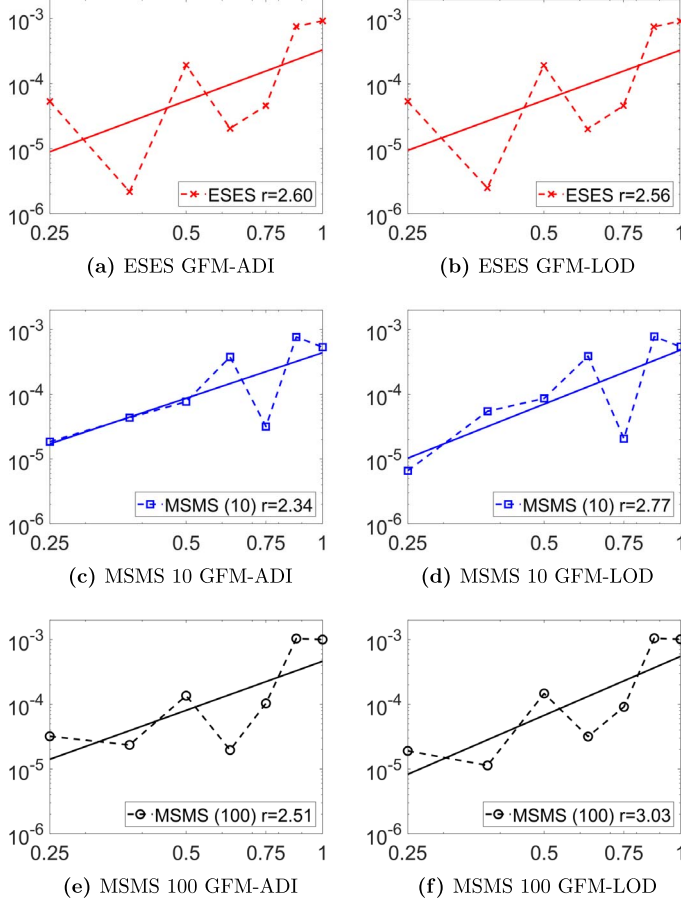 10^-3
10^-4
10^-5
10^-6
ESES r=2.60
0.25 0.5 0.75 1
(a) ESES GFM-ADI
10^-3
10^-4
10^-5
10^-6
ESES r=2.56
0.25 0.5 0.75 1
(b) ESES GFM-LOD
10^-3
10^-4
10^-5
10^-6
MSMS (10) r=2.34
0.25 0.5 0.75 1
(c) MSMS 10 GFM-ADI
10^-3
10^-4
10^-5
10^-6
MSMS (10) r=2.77
0.25 0.5 0.75 1
(d) MSMS 10 GFM-LOD
10^-3
10^-4
10^-5
10^-6
MSMS (100) r=2.51
0.25 0.5 0.75 1
(e) MSMS 100 GFM-ADI
10^-3
10^-4
10^-5
10^-6
MSMS (100) r=3.03
0.25 0.5 0.75 1
(f) MSMS 100 GFM-LOD